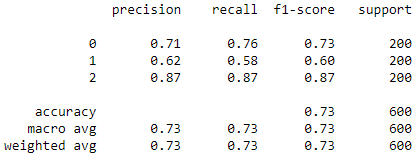 precision recall f1-score support
0 0.71 0.76 0.73 200
1 0.62 0.58 0.60 200
2 0.87 0.87 0.87 200
accuracy 0.73 600
macro avg 0.73 0.73 0.73 600
weighted avg 0.73 0.73 0.73 600